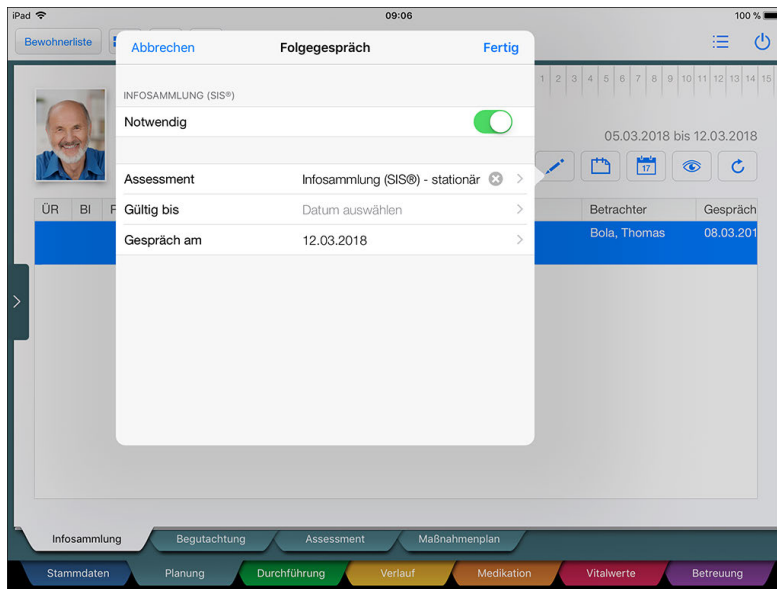 iPad 09:06 100 %
Bewohnerliste
Abbrechen Folgegespräch Fertig
1 2 3 4 5 6 7 8 9 10 11 12 13 14 15
INFOSAMMLUNG (SIS®)
Notwendig
05.03.2018 bis 12.03.2018
17
Assessment Infosammlung (SIS®) - stationär
ÜR BI Gültig bis Datum auswählen Betrachter Gespräch
Gespräch am 12.03.2018 Bola, Thomas 08.03.201
Infosammlung Begutachtung Assessment Maßnahmenplan
Stammdaten Planung Durchführung Verlauf Medikation Vitalwerte Betreuung